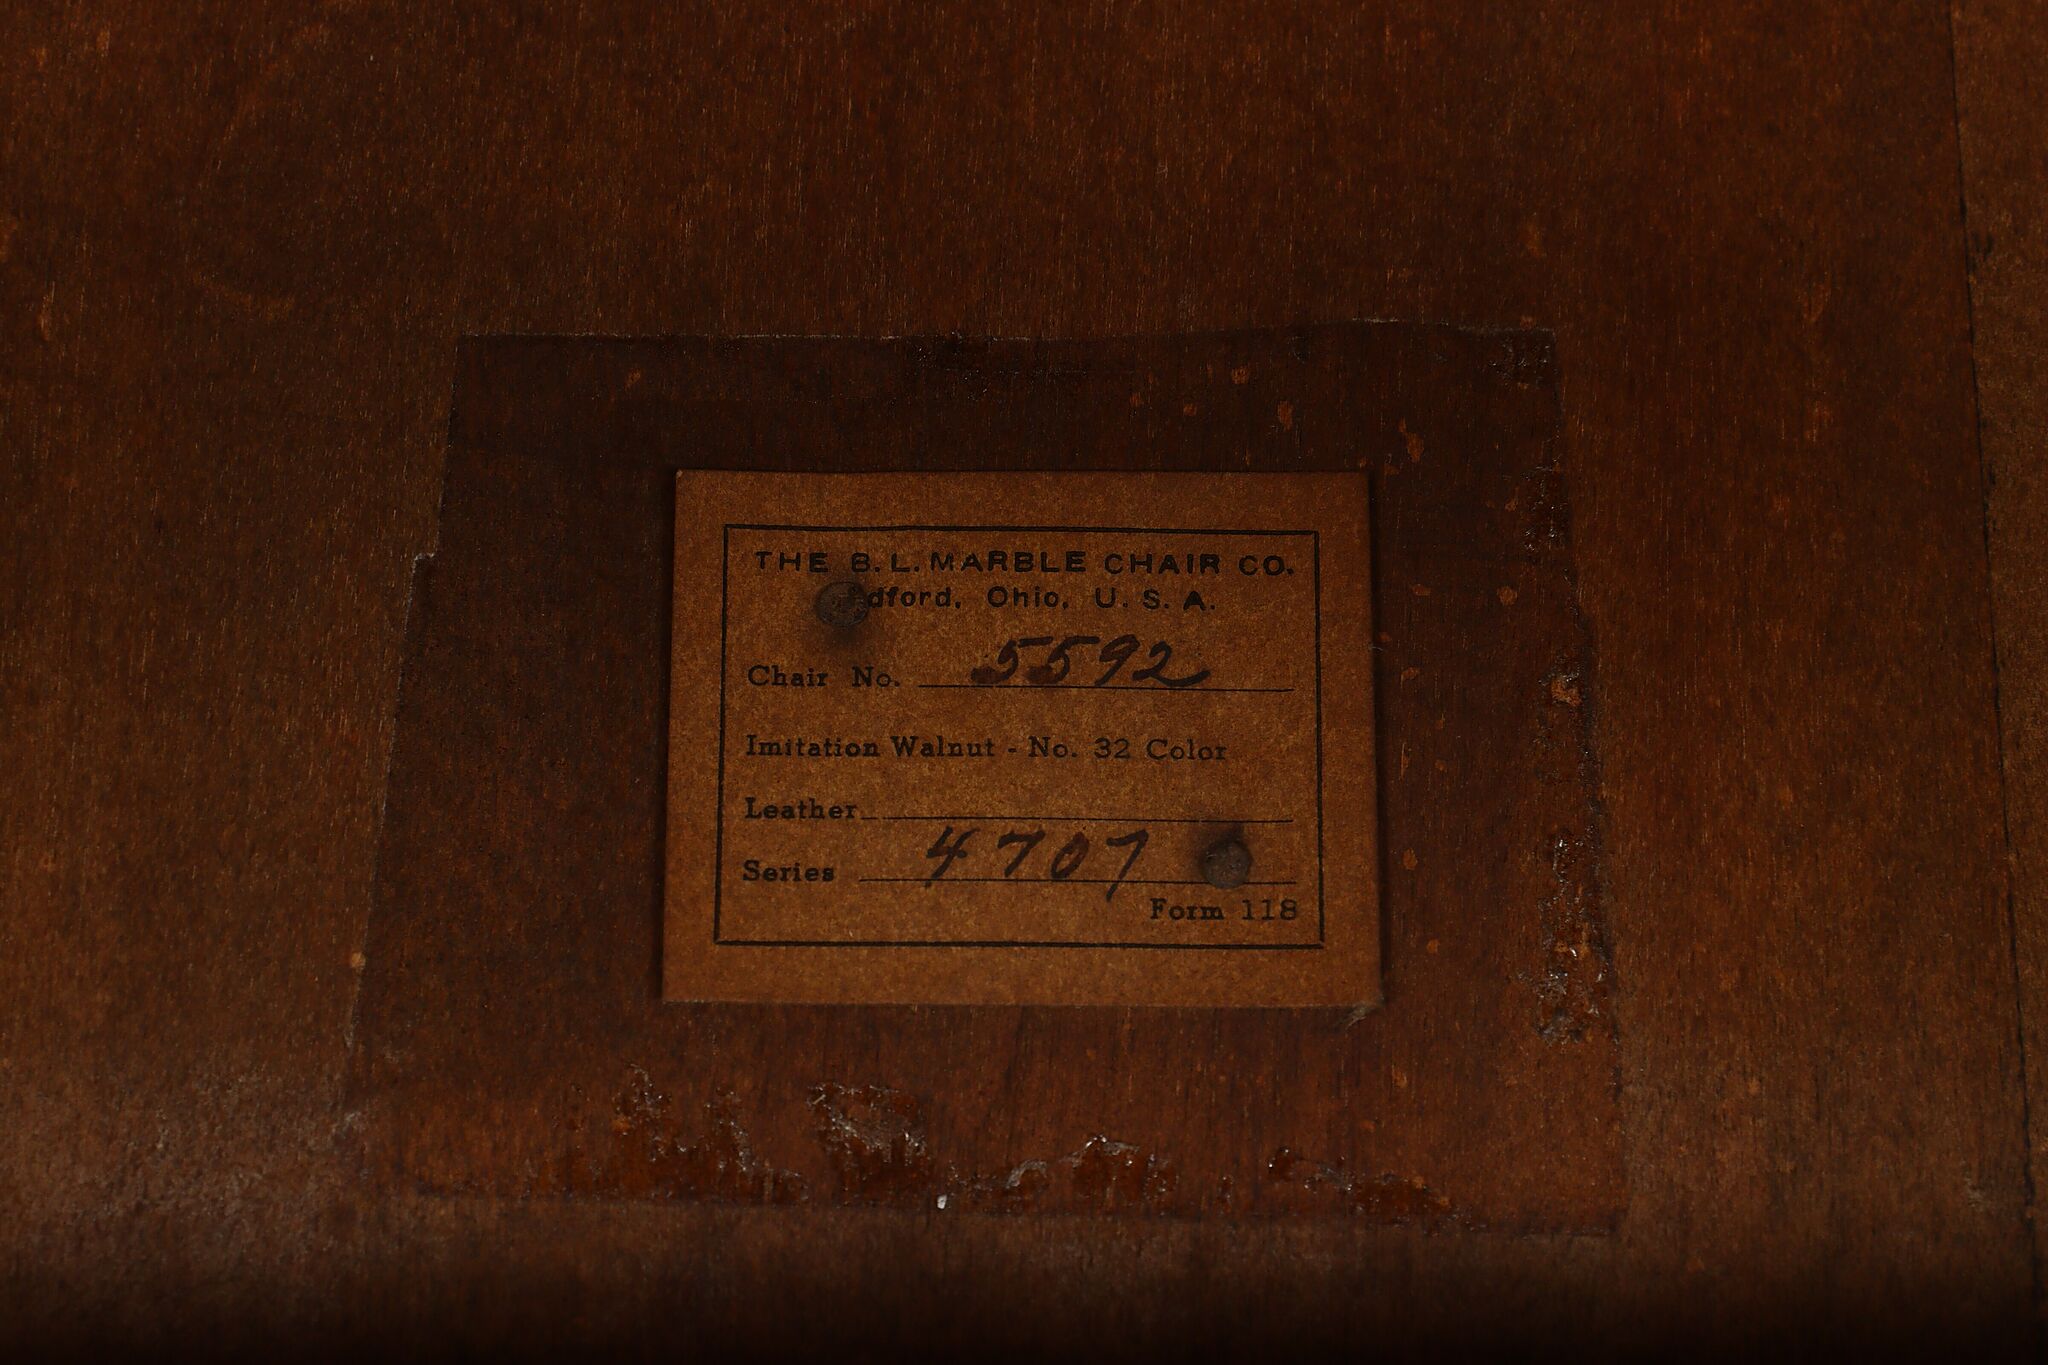 THE B. L. MARBLE CHAIR CO.
dford, Ohio, U. S. A.
Chair No. 5592
Imitation Walnut - No. 32 Color
Leather
Series 4707
Form 118